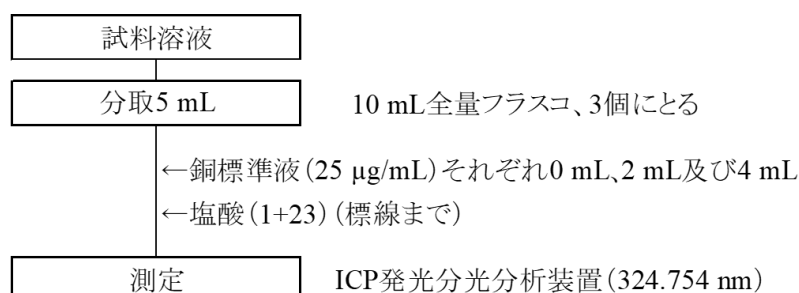 試料溶液
分取5 mL　10 mL全量フラスコ、3個にとる
←銅標準液（25 µg/mL）それぞれ0 mL、2 mL及び4 mL
←塩酸（1+23）（標線まで）
測定　ICP発光分光分析装置（324.754 nm）